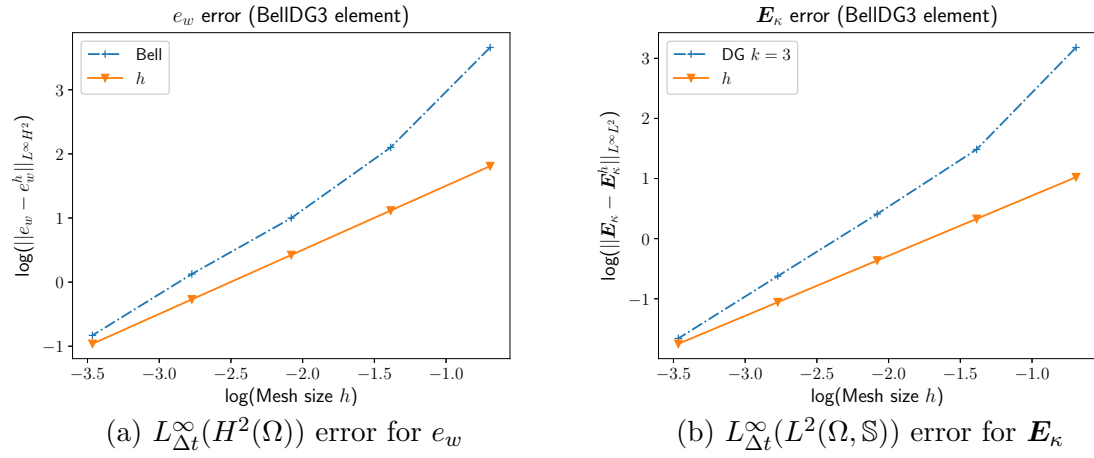 e_w error (BellDG3 element)
Bell
h
log(||e_w − e_w^h||_{L^∞H^2})
3
2
1
0
−1
−3.5 −3.0 −2.5 −2.0 −1.5 −1.0
log(Mesh size h)
(a) L^∞_{Δt}(H^2(Ω)) error for e_w
E_κ error (BellDG3 element)
DG k = 3
h
log(||E_κ − E_κ^h||_{L^∞L^2})
3
2
1
0
−1
−3.5 −3.0 −2.5 −2.0 −1.5 −1.0
log(Mesh size h)
(b) L^∞_{Δt}(L^2(Ω, 𝕊)) error for E_κ